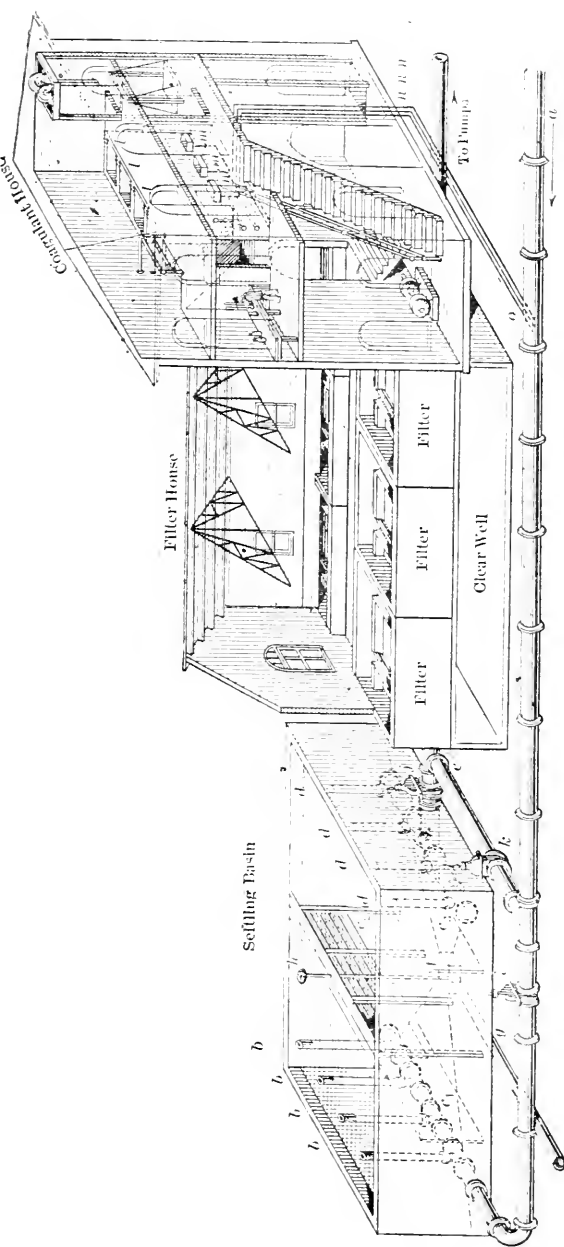 Coagulant House
Filter House
Settling Basin
Filter
Filter
Filter
Clear Well
To Pumps
a
b
b
b
b
d
d
d
d
h
c
e
k
g
l
m
m
n n n
o